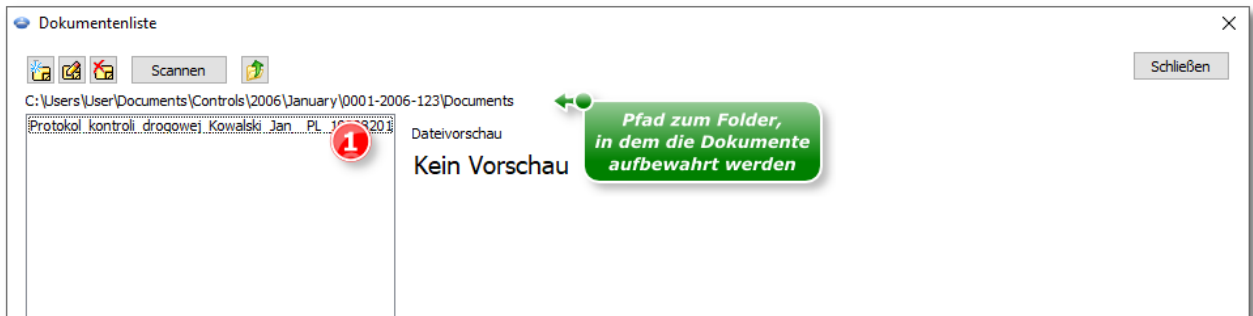 Dokumentenliste
Scannen
Schließen
C:\Users\User\Documents\Controls\2006\January\0001-2006-123\Documents
Protokol kontroli drogowej Kowalski Jan PL
1
Dateivorschau
Kein Vorschau
Pfad zum Folder,
in dem die Dokumente
aufbewahrt werden